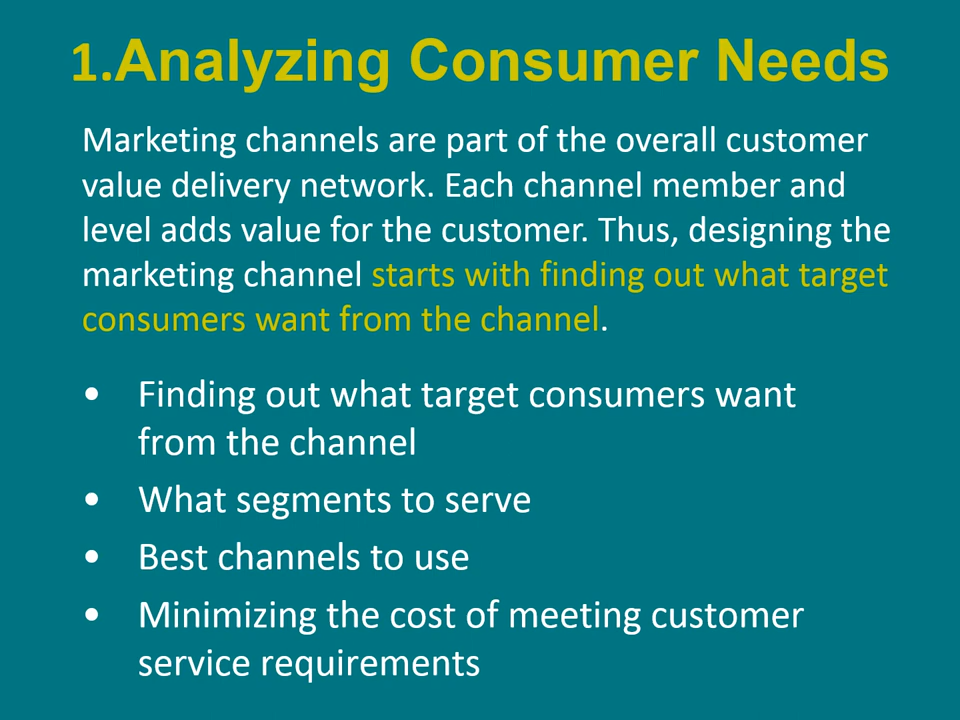 1.Analyzing Consumer Needs
Marketing channels are part of the overall customer
value delivery network. Each channel member and
level adds value for the customer. Thus, designing the
marketing channel starts with finding out what target
consumers want from the channel.
• Finding out what target consumers want
from the channel
• What segments to serve
• Best channels to use
• Minimizing the cost of meeting customer
service requirements